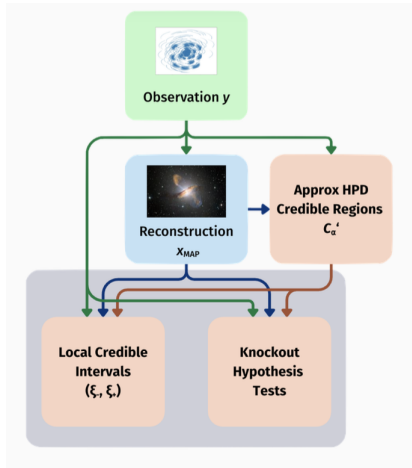 Observation y
Reconstruction
xMAP
Approx HPD
Credible Regions
Cα‘
Local Credible
Intervals
(ξ-, ξ+)
Knockout
Hypothesis
Tests